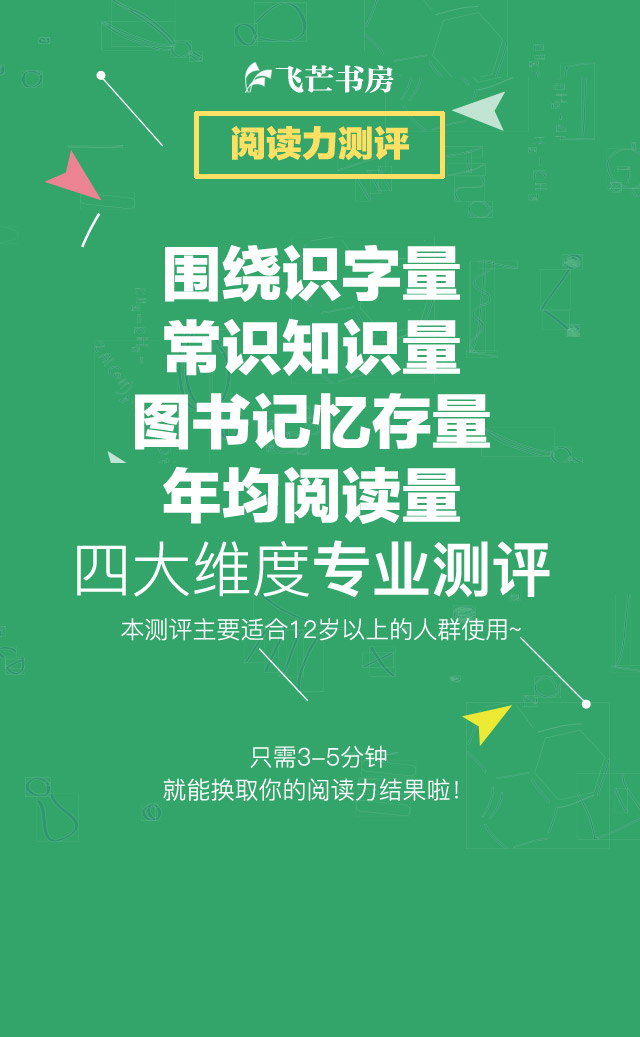 飞芒书房
阅读力测评
围绕识字量
常识知识量
图书记忆存量
年均阅读量
四大维度专业测评
本测评主要适合12岁以上的人群使用~
只需3-5分钟
就能换取你的阅读力结果啦！